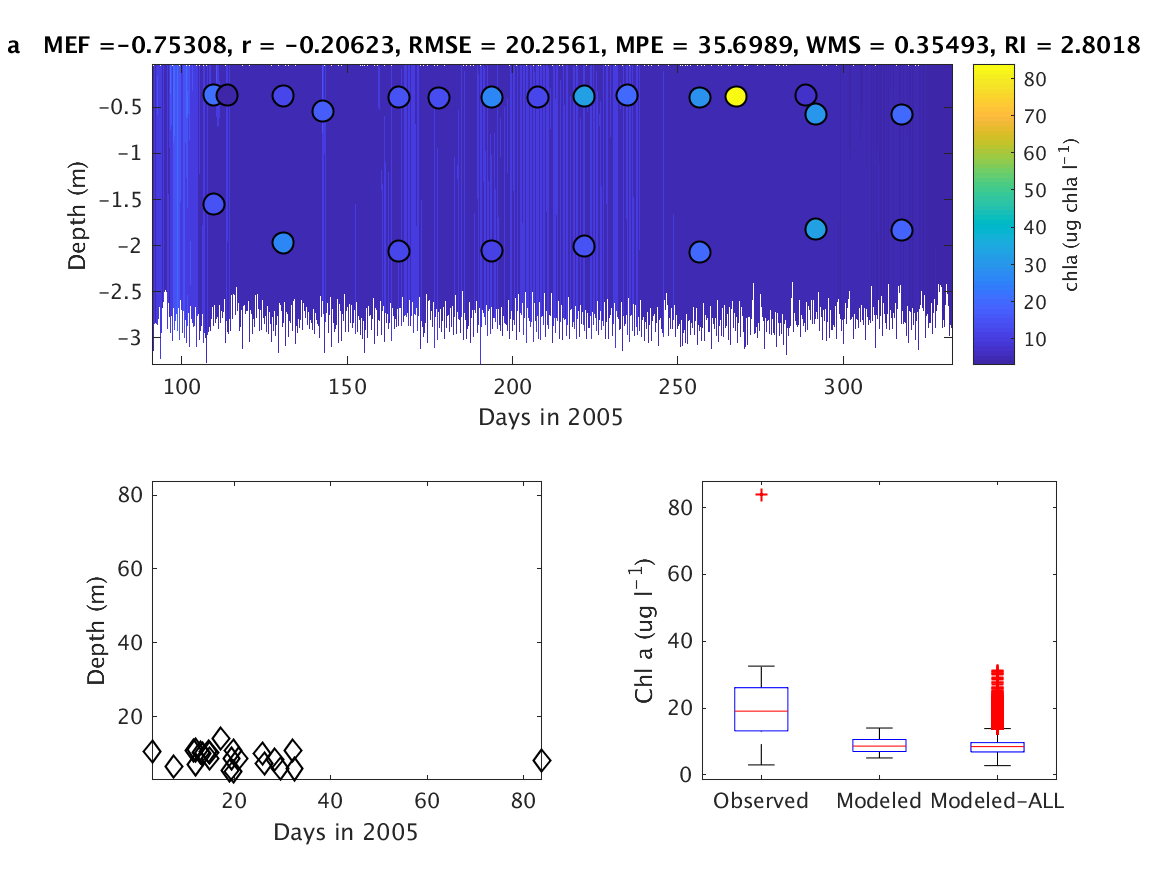 a MEF =-0.75308, r = -0.20623, RMSE = 20.2561, MPE = 35.6989, WMS = 0.35493, RI = 2.8018
-0.5
-1
-1.5
-2
-2.5
-3
Depth (m)
100 150 200 250 300
Days in 2005
80
70
60
50
40
30
20
10
chla (ug chla l⁻¹)
80
60
40
20
Depth (m)
20 40 60 80
Days in 2005
80
60
40
20
0
Chl a (ug l⁻¹)
Observed Modeled Modeled-ALL